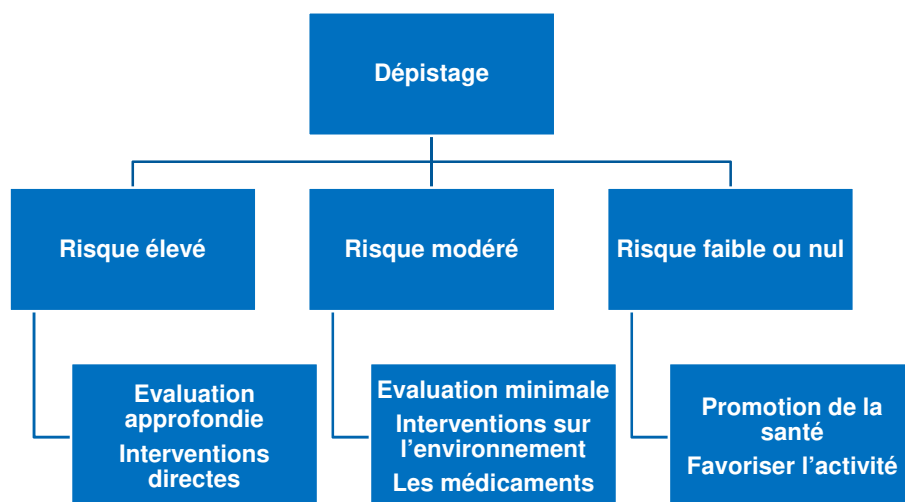 Dépistage
Risque élevé
Risque modéré
Risque faible ou nul
Evaluation
approfondie
Interventions
directes
Evaluation minimale
Interventions sur
l’environnement
Les médicaments
Promotion de la
santé
Favoriser l’activité